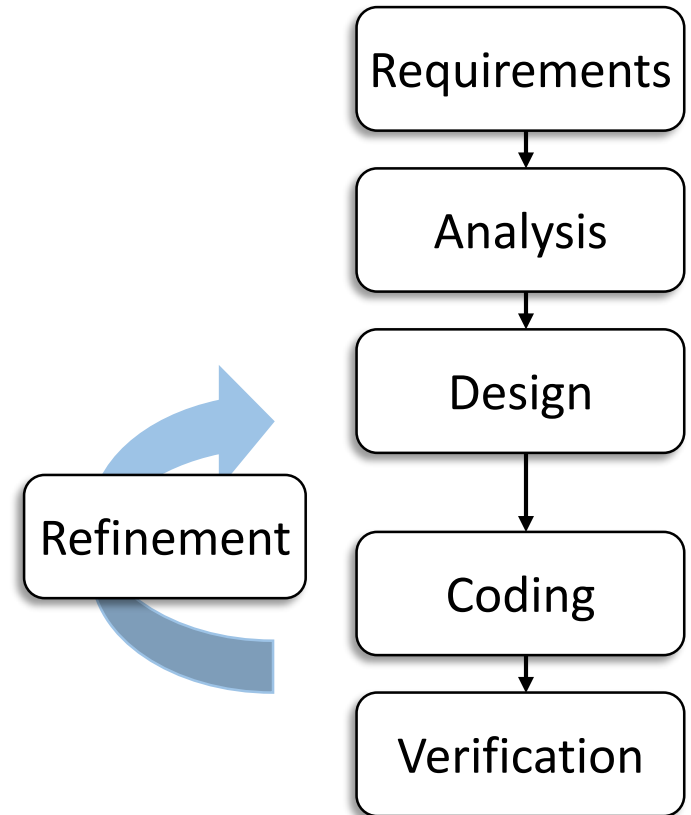 Requirements
Analysis
Design
Refinement
Coding
Verification